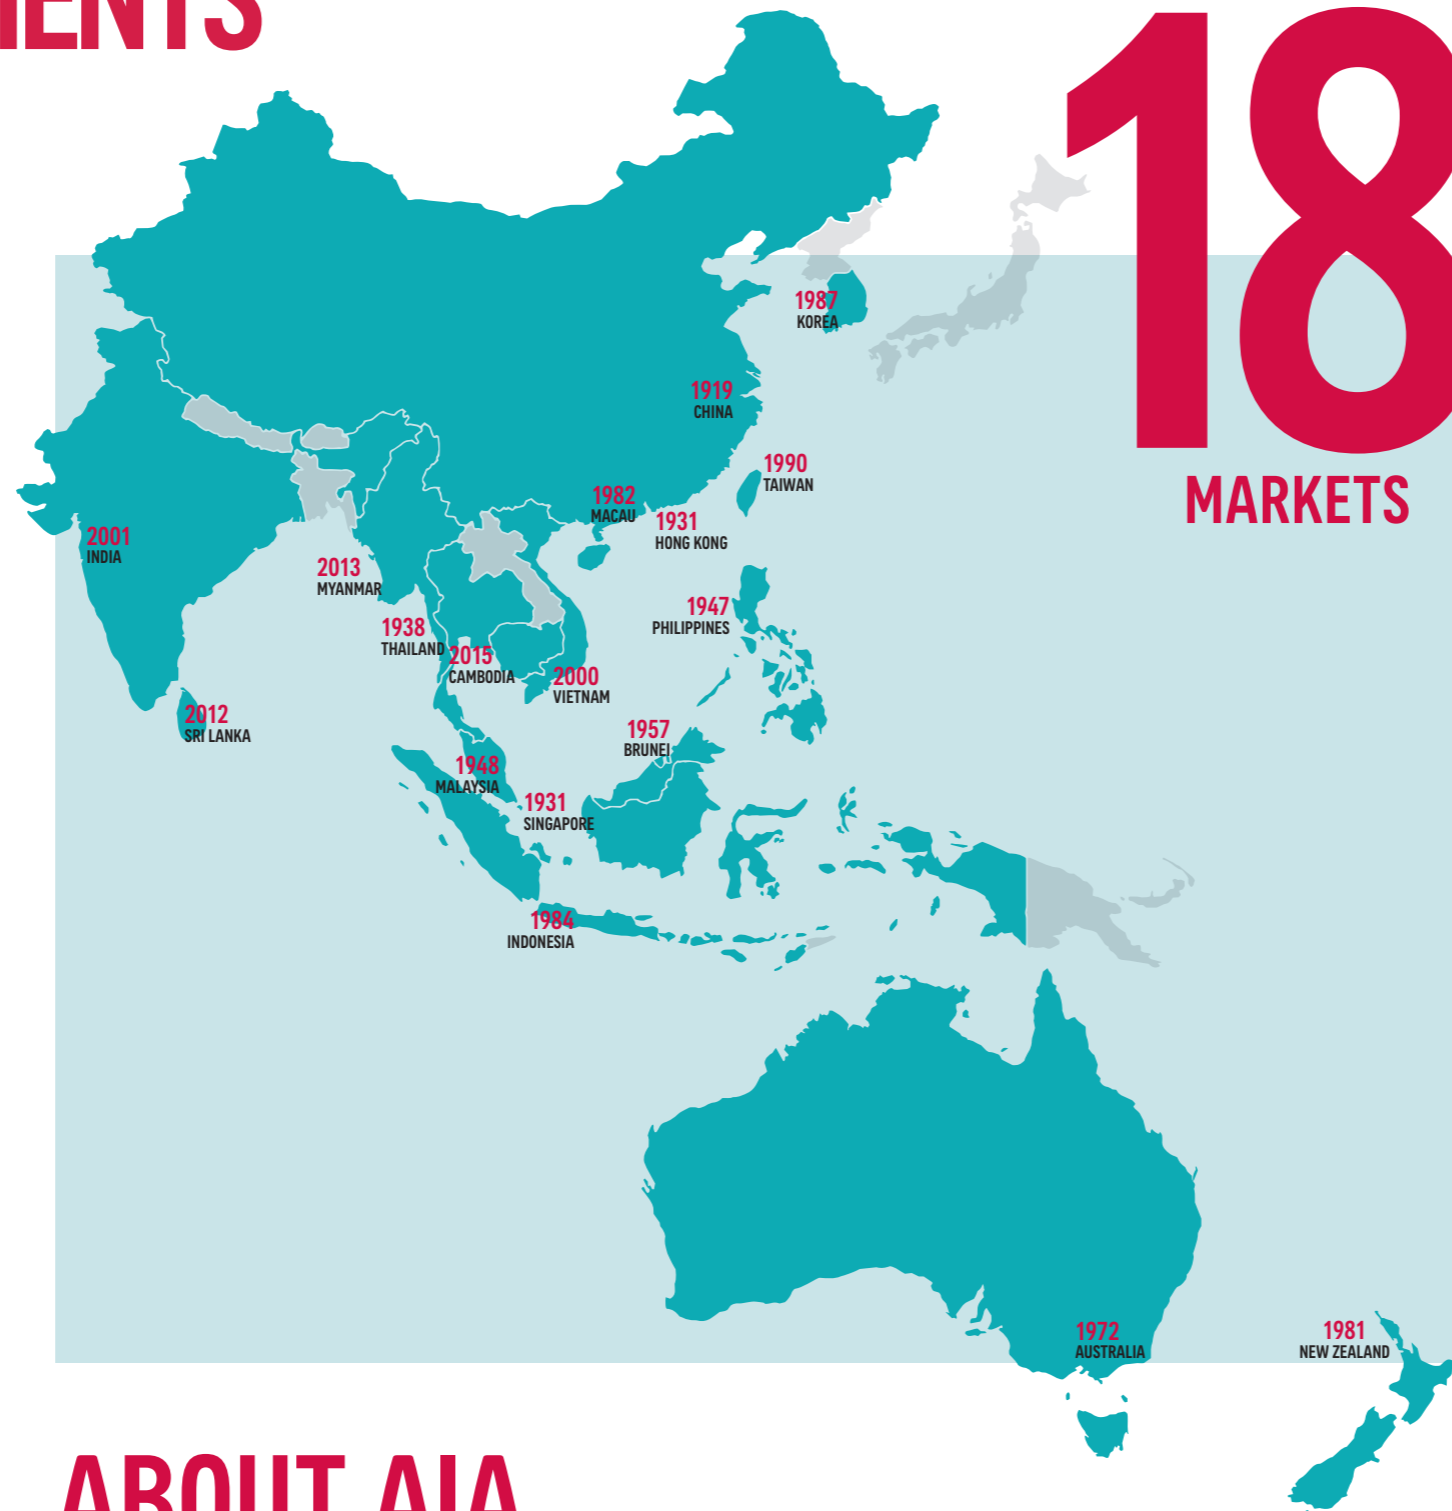 18
MARKETS
1987
KOREA
1919
CHINA
1990
TAIWAN
1982
MACAU
1931
HONG KONG
2001
INDIA
2013
MYANMAR
1947
PHILIPPINES
1938
THAILAND
2015
CAMBODIA
2000
VIETNAM
2012
SRI LANKA
1957
BRUNEI
1948
MALAYSIA
1931
SINGAPORE
1984
INDONESIA
1972
AUSTRALIA
1981
NEW ZEALAND
ABOUT AIA